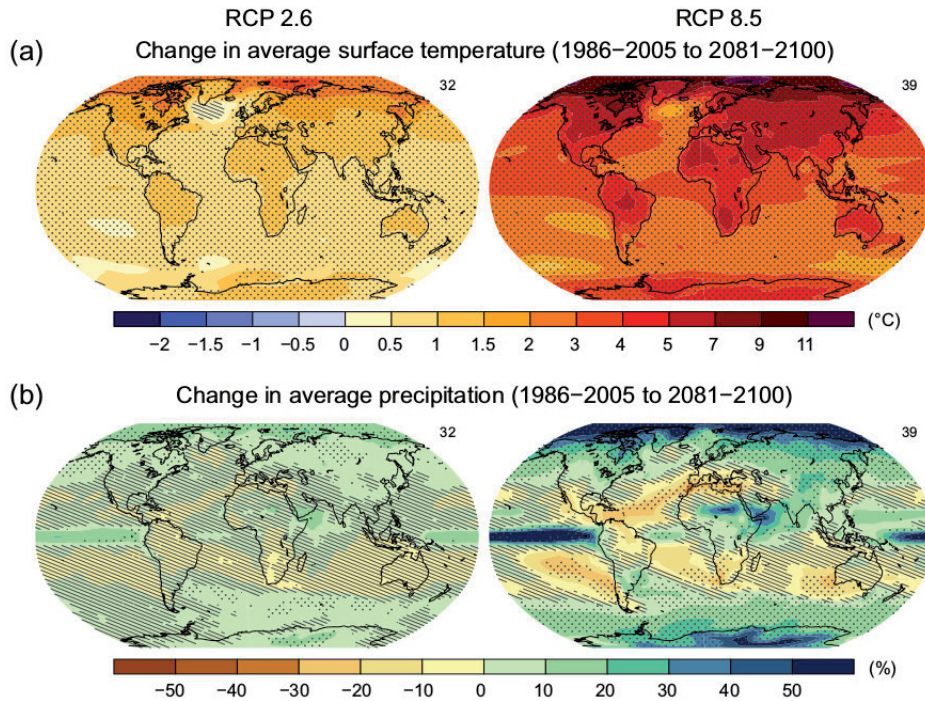 RCP 2.6 RCP 8.5
(a) Change in average surface temperature (1986−2005 to 2081−2100)
32 39
(°C)
−2 −1.5 −1 −0.5 0 0.5 1 1.5 2 3 4 5 7 9 11
(b) Change in average precipitation (1986−2005 to 2081−2100)
32 39
(%)
−50 −40 −30 −20 −10 0 10 20 30 40 50